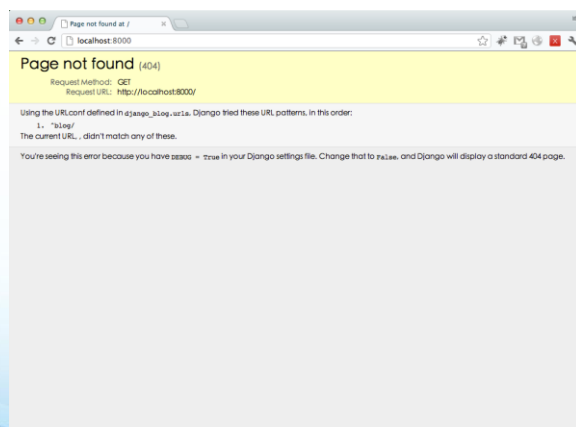 Page not found at /
localhost:8000
Page not found (404)
Request Method: GET
Request URL: http://localhost:8000/
Using the URLconf defined in django_blog.urls, Django tried these URL patterns, in this order:
1. ^blog/
The current URL, , didn't match any of these.
You're seeing this error because you have DEBUG = True in your Django settings file. Change that to False, and Django will display a standard 404 page.